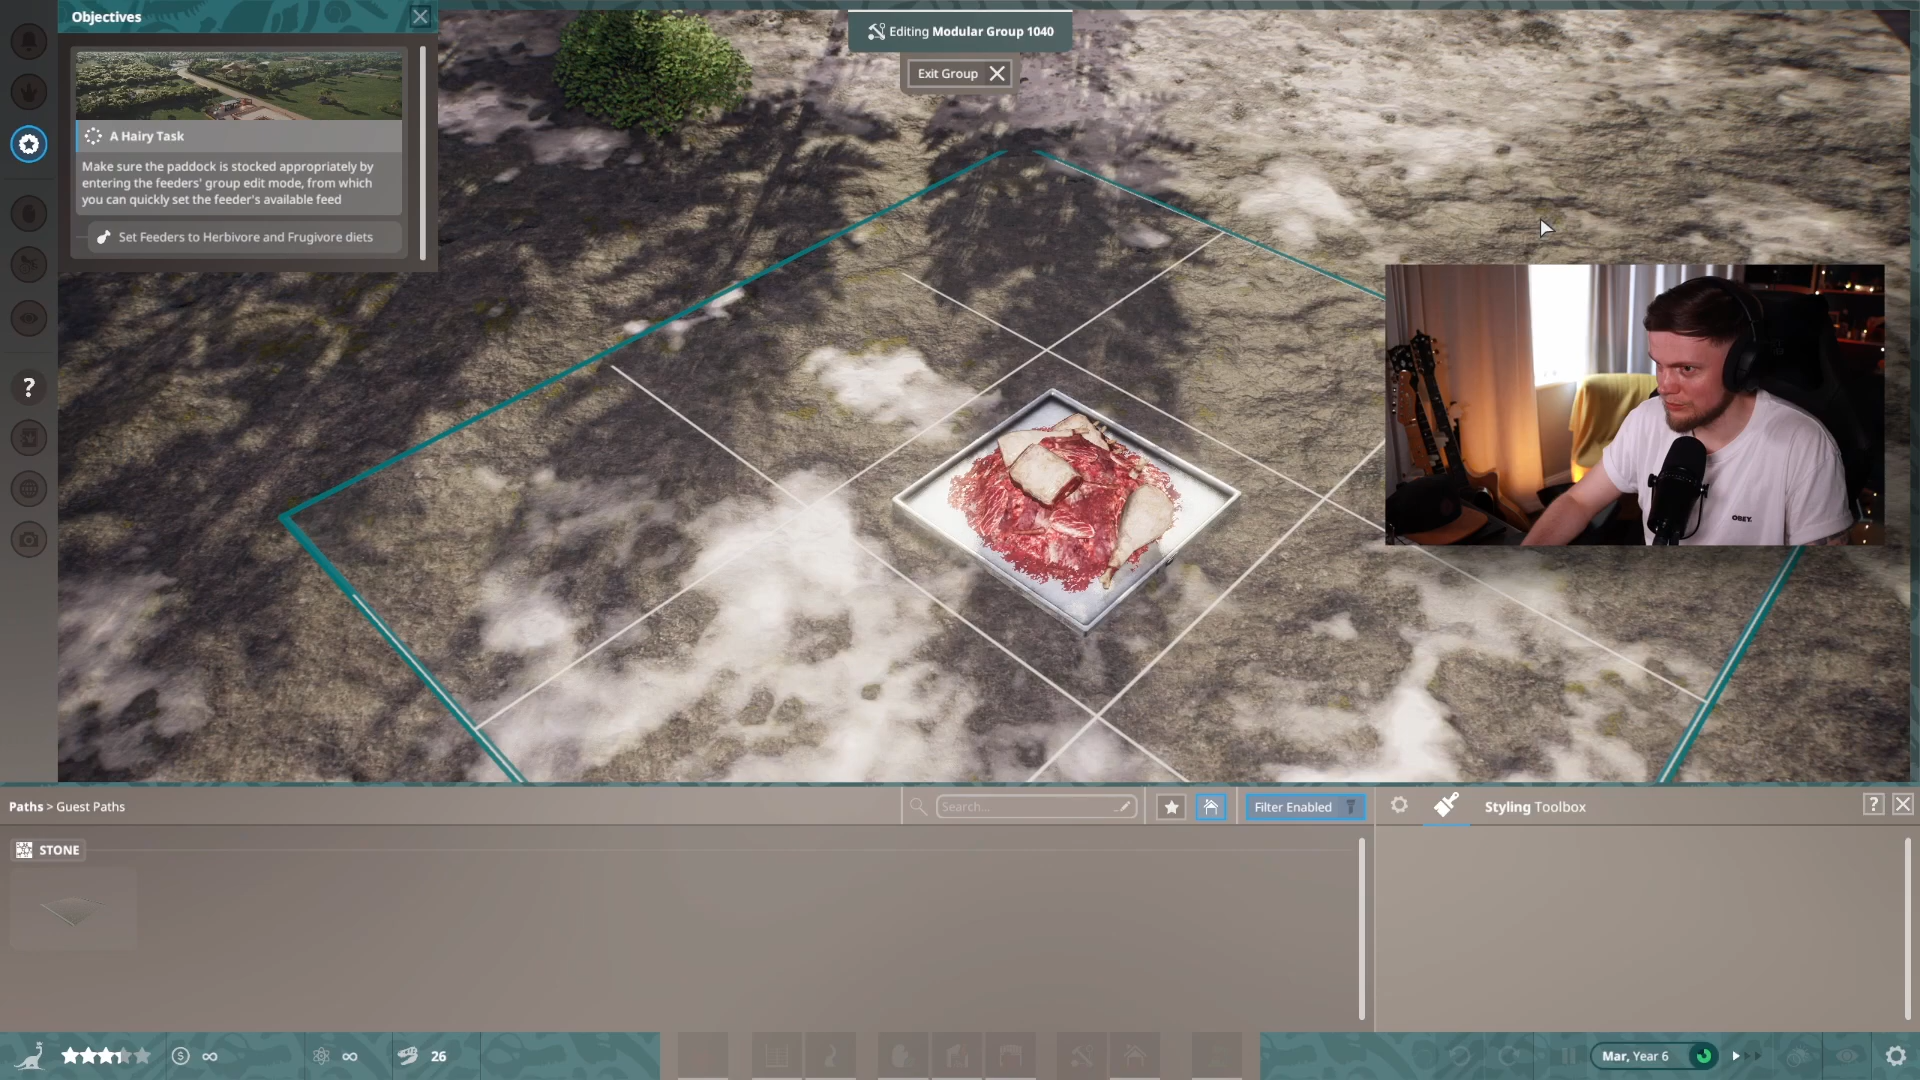 Objectives
Editing Modular Group 1040
Exit Group
A Hairy Task
Make sure the paddock is stocked appropriately by
entering the feeders' group edit mode, from which
you can quickly set the feeder's available feed
Set Feeders to Herbivore and Frugivore diets
?
OBEY.
Paths > Guest Paths
Search...
Filter Enabled
Styling Toolbox
?
STONE
∞
∞
26
Mar, Year 6